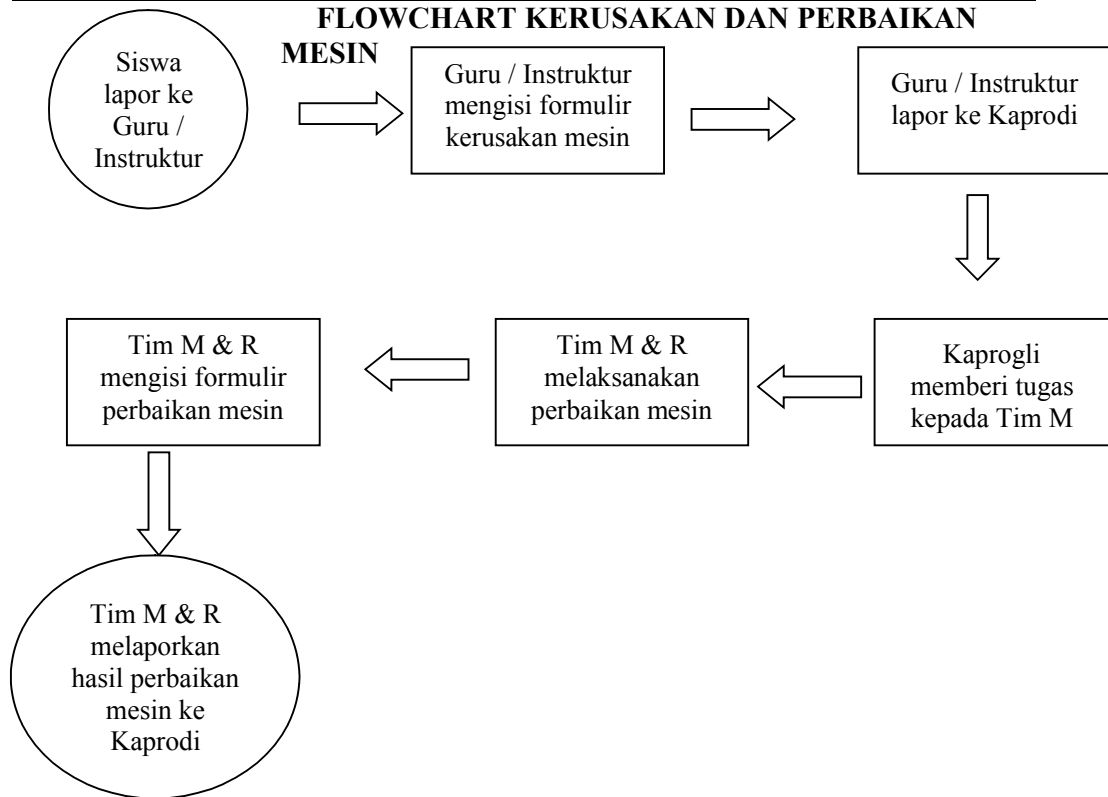 FLOWCHART KERUSAKAN DAN PERBAIKAN
MESIN
Siswa
lapor ke
Guru /
Instruktur
Guru / Instruktur
mengisi formulir
kerusakan mesin
Guru / Instruktur
lapor ke Kaprodi
Kaprogli
memberi tugas
kepada Tim M
Tim M & R
melaksanakan
perbaikan mesin
Tim M & R
mengisi formulir
perbaikan mesin
Tim M & R
melaporkan
hasil perbaikan
mesin ke
Kaprodi